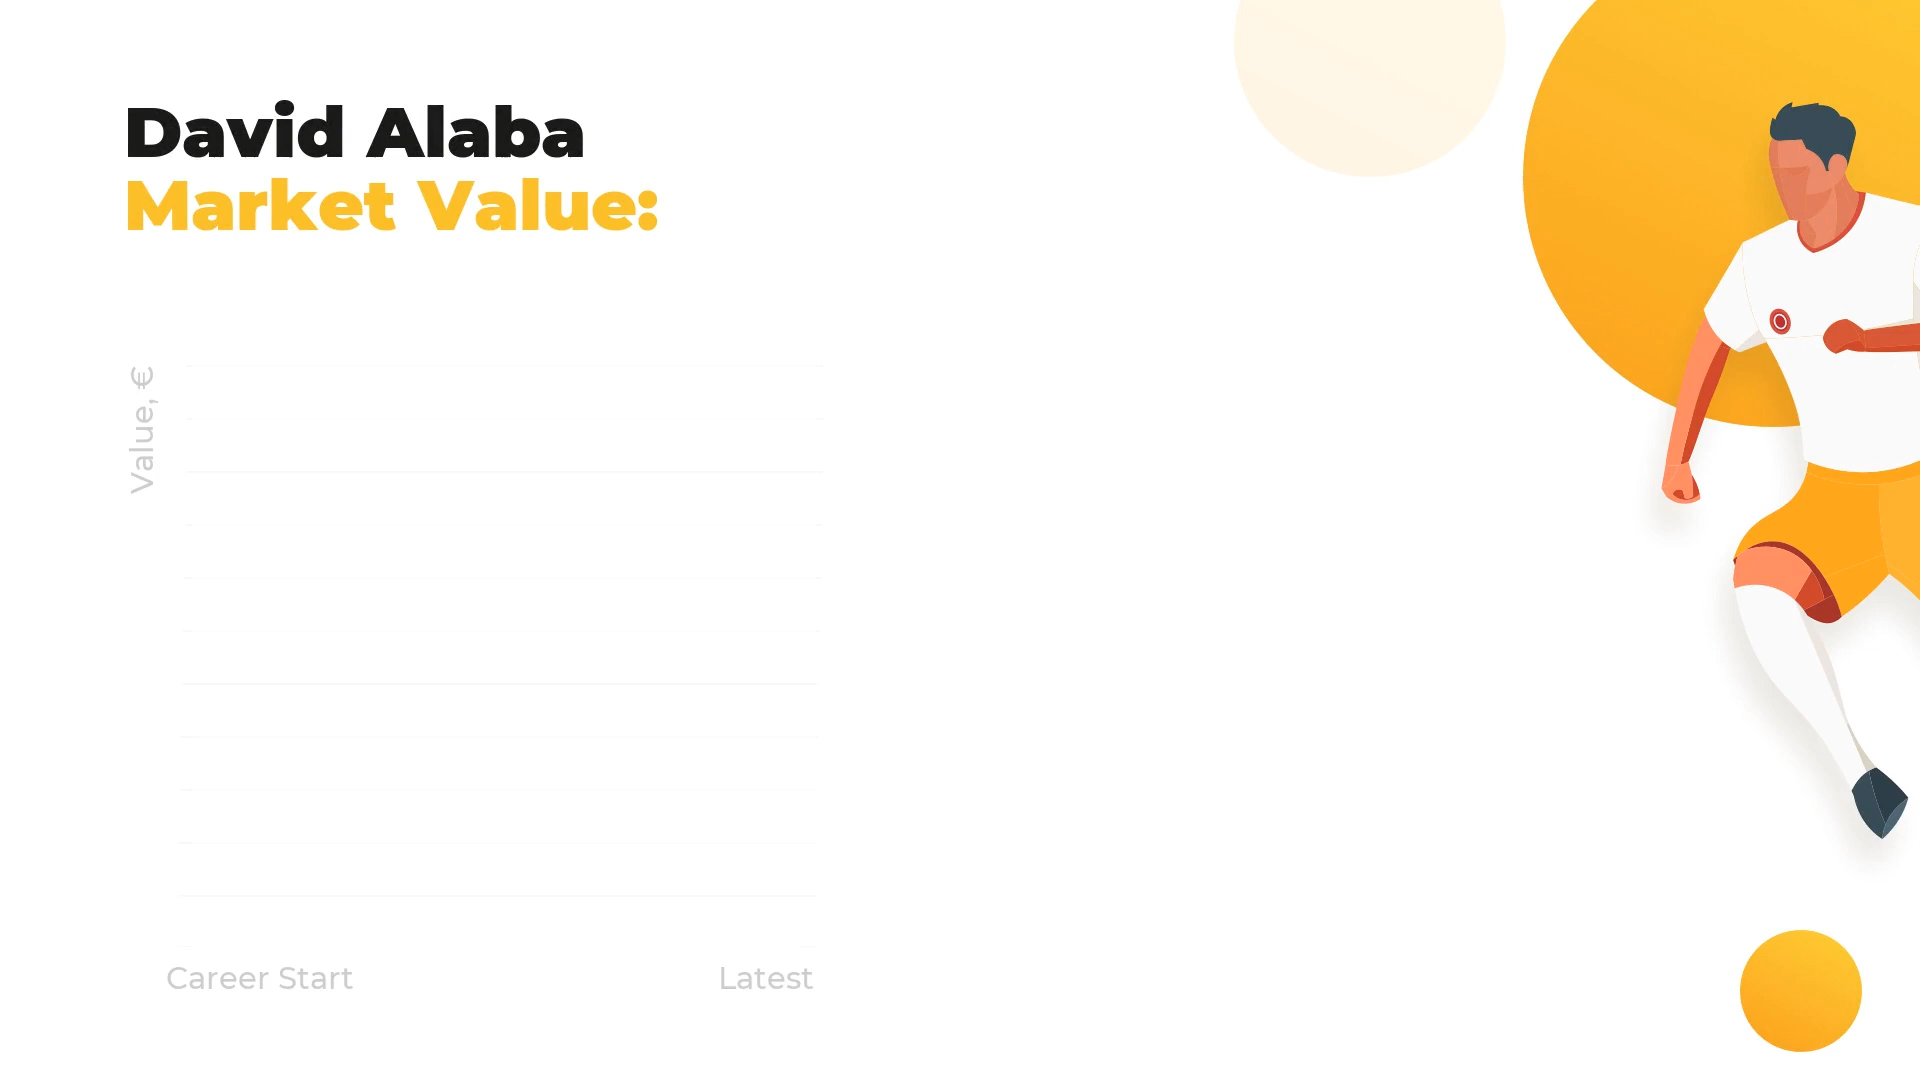 David Alaba
Market Value:
Value, €
Career Start
Latest